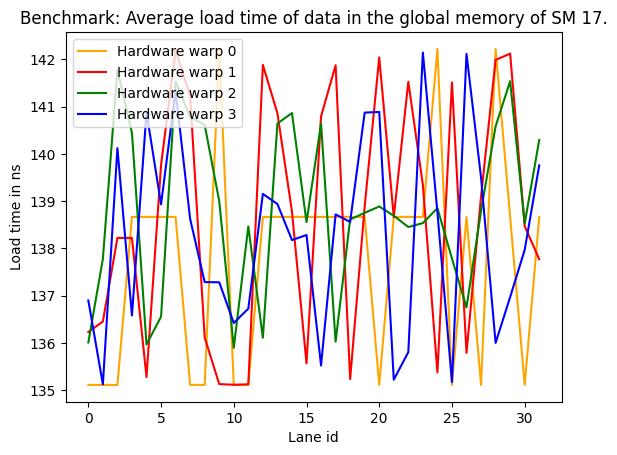 Benchmark: Average load time of data in the global memory of SM 17.
Hardware warp 0
Hardware warp 1
Hardware warp 2
Hardware warp 3
142
141
140
139
138
137
136
135
Load time in ns
0 5 10 15 20 25 30
Lane id